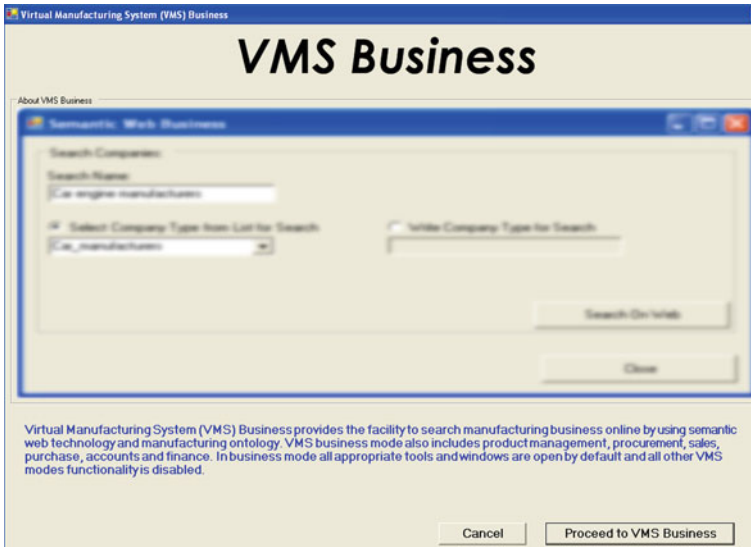 Virtual Manufacturing System (VMS) Business
VMS Business
About VMS Business
Semantic Web Business
Search Companies
Search Name:
Car engine manufacturers
Select Company Type from List for Search
Write Company Type for Search
Car_manufacturers
Search On Web
Close
Virtual Manufacturing System (VMS) Business provides the facility to search manufacturing business online by using semantic
web technology and manufacturing ontology. VMS business mode also includes product management, procurement, sales,
purchase, accounts and finance. In business mode all appropriate tools and windows are open by default and all other VMS
modes functionality is disabled.
Cancel
Proceed to VMS Business